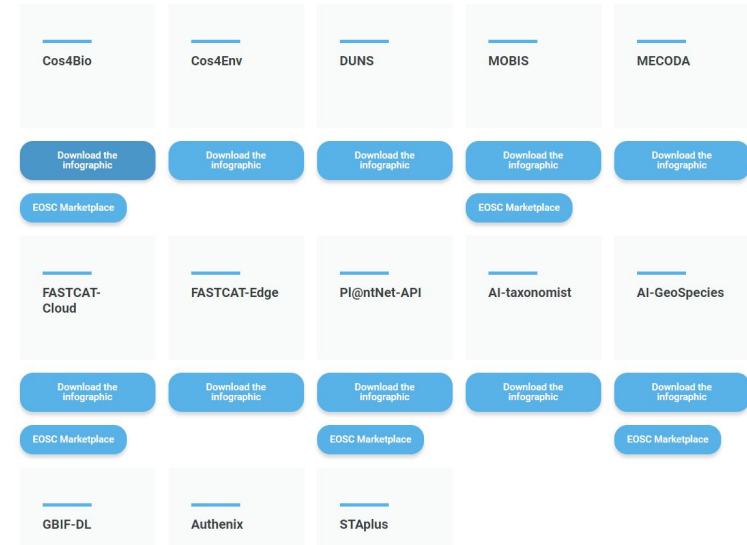 Cos4Bio
Cos4Env
DUNS
MOBIS
MECODA
Download the
infographic
Download the
infographic
Download the
infographic
Download the
infographic
Download the
infographic
EOSC Marketplace
EOSC Marketplace
FASTCAT-
Cloud
FASTCAT-Edge
Pl@ntNet-API
AI-taxonomist
AI-GeoSpecies
Download the
infographic
Download the
infographic
Download the
infographic
Download the
infographic
Download the
infographic
EOSC Marketplace
EOSC Marketplace
EOSC Marketplace
GBIF-DL
Authenix
STAplus